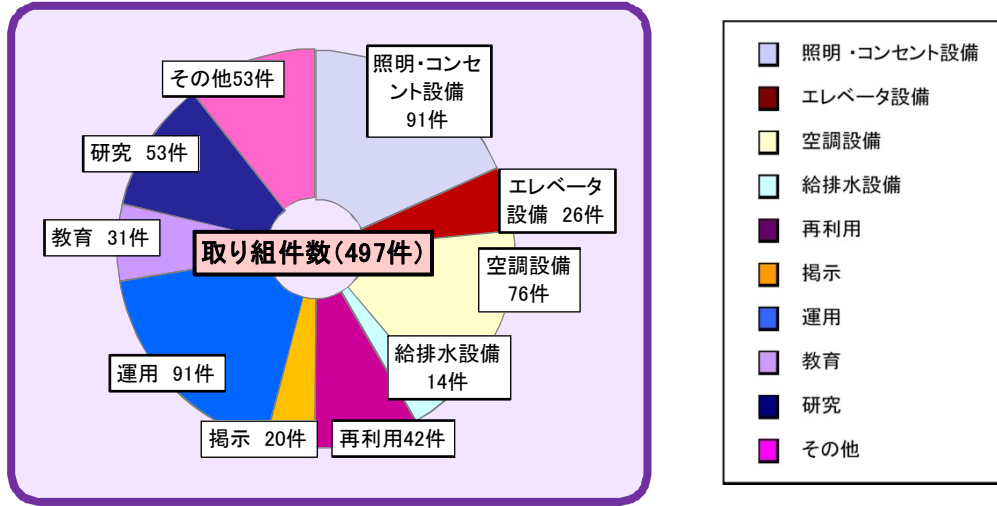 照明・コンセ
ント設備
91件
エレベータ
設備 26件
空調設備
76件
給排水設備
14件
再利用42件
掲示 20件
運用 91件
教育 31件
研究 53件
その他53件
取り組件数(497件)
照明・コンセント設備
エレベータ設備
空調設備
給排水設備
再利用
掲示
運用
教育
研究
その他